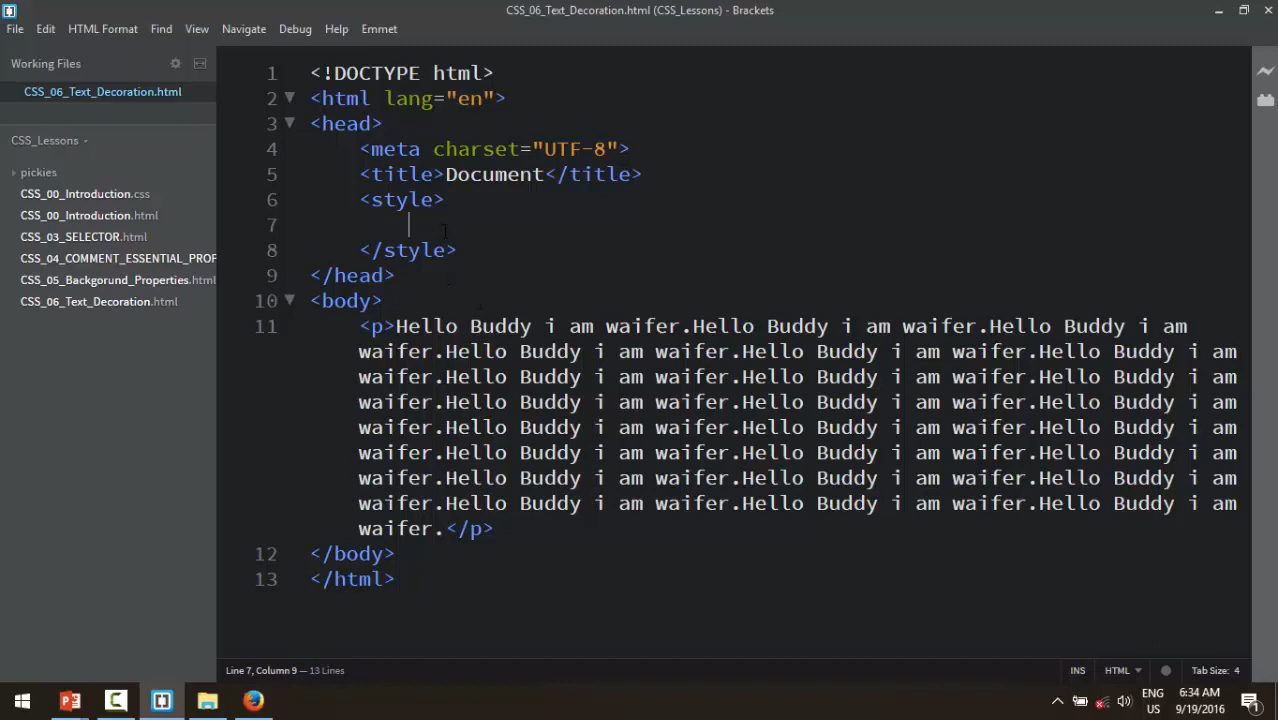 CSS_06_Text_Decoration.html (CSS_Lessons) - Brackets
File Edit HTML Format Find View Navigate Debug Help Emmet
Working Files
CSS_06_Text_Decoration.html
CSS_Lessons
pickies
CSS_00_Introduction.css
CSS_00_Introduction.html
CSS_03_SELECTOR.html
CSS_04_COMMENT_ESSENTIAL_PROF
CSS_05_Backgorund_Properties.html
CSS_06_Text_Decoration.html
1 <!DOCTYPE html>
2 <html lang="en">
3 <head>
4 <meta charset="UTF-8">
5 <title>Document</title>
6 <style>
7
8 </style>
9 </head>
10 <body>
11 <p>Hello Buddy i am waifer.Hello Buddy i am waifer.Hello Buddy i am
waifer.Hello Buddy i am waifer.Hello Buddy i am waifer.Hello Buddy i am
waifer.Hello Buddy i am waifer.Hello Buddy i am waifer.Hello Buddy i am
waifer.Hello Buddy i am waifer.Hello Buddy i am waifer.Hello Buddy i am
waifer.Hello Buddy i am waifer.Hello Buddy i am waifer.Hello Buddy i am
waifer.Hello Buddy i am waifer.Hello Buddy i am waifer.Hello Buddy i am
waifer.Hello Buddy i am waifer.Hello Buddy i am waifer.Hello Buddy i am
waifer.Hello Buddy i am waifer.Hello Buddy i am waifer.Hello Buddy i am
waifer.</p>
12 </body>
13 </html>
Line 7, Column 9 — 13 Lines
INS HTML Tab Size: 4
ENG 6:34 AM
US 9/19/2016